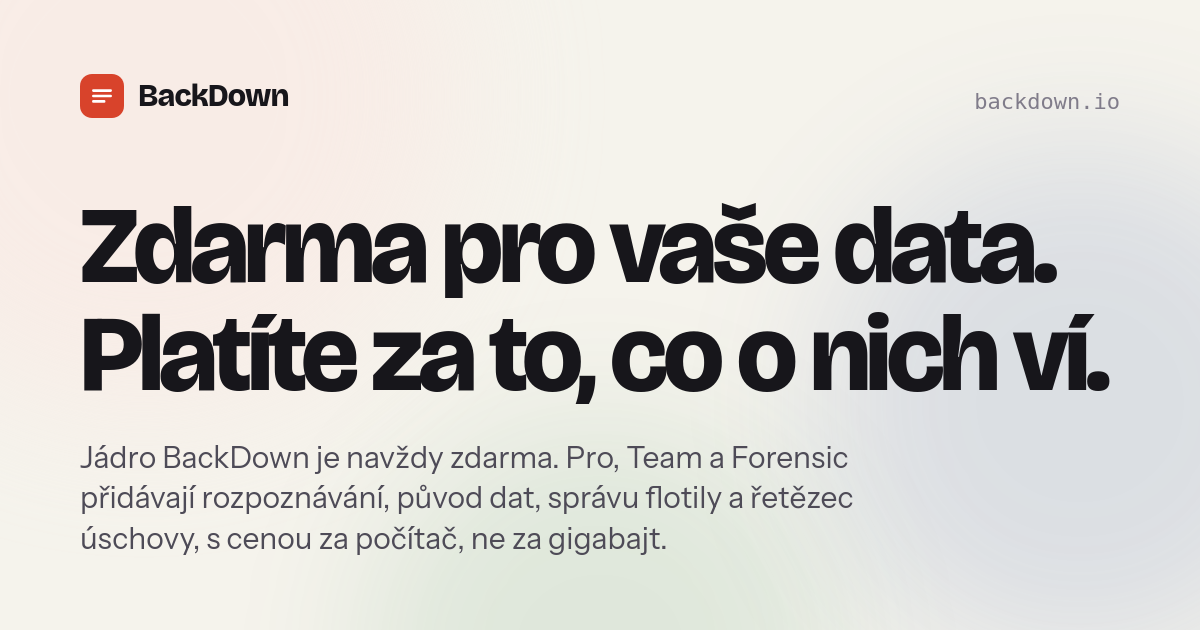 BackDown
backdown.io
Zdarma pro vaše data.
Platíte za to, co o nich ví.
Jádro BackDown je navždy zdarma. Pro, Team a Forensic
přidávají rozpoznávání, původ dat, správu flotily a řetězec
úschovy, s cenou za počítač, ne za gigabajt.